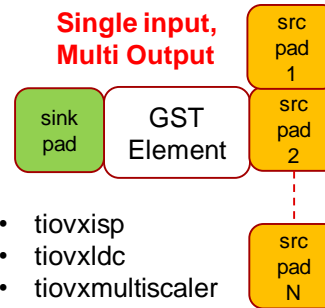 Single input,
Multi Output
src
pad
1
sink
pad
GST
Element
src
pad
2
• tiovxisp
• tiovxldc
• tiovxmultiscaler
src
pad
N